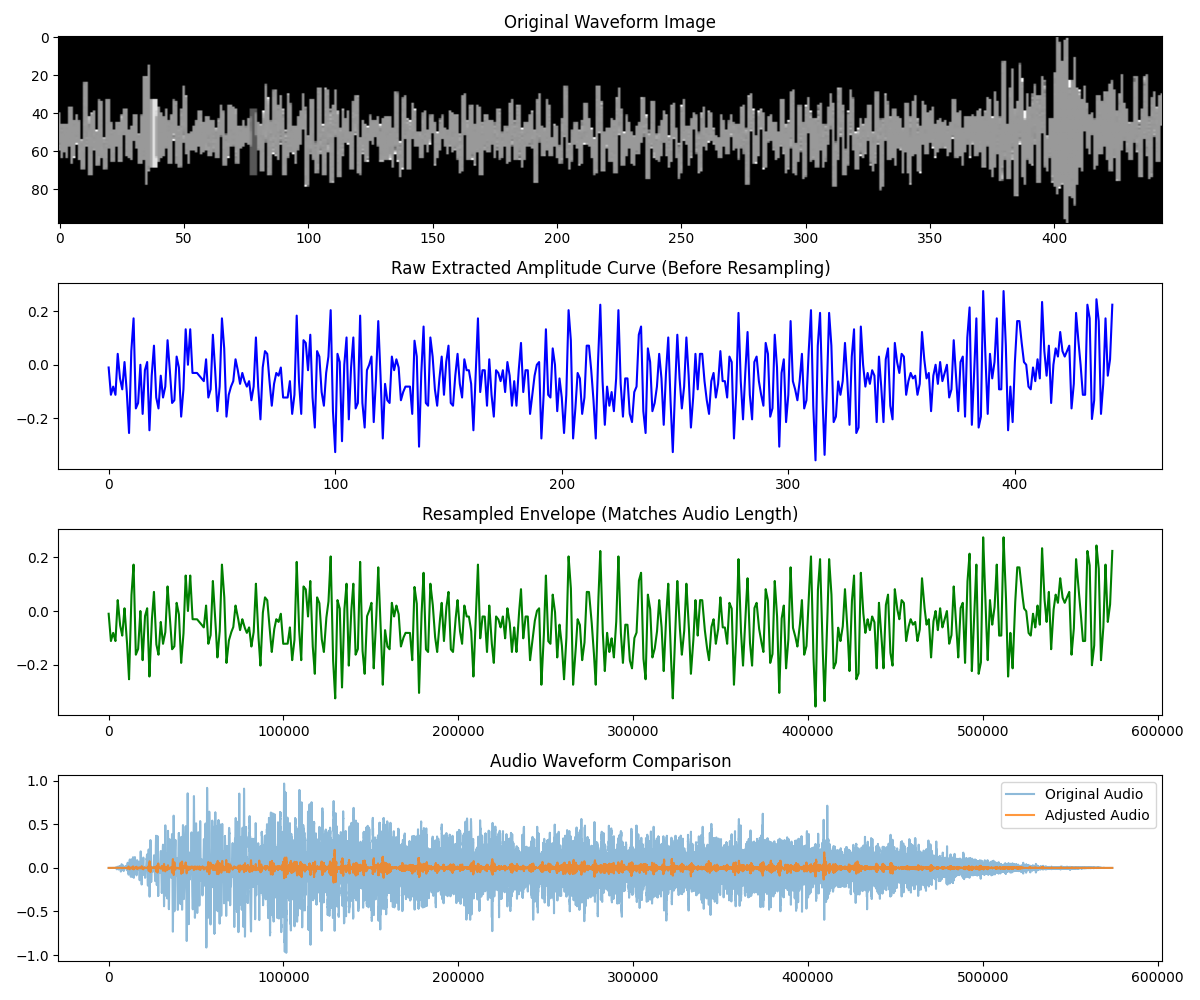 Original Waveform Image
0
20
40
60
80
0 50 100 150 200 250 300 350 400
Raw Extracted Amplitude Curve (Before Resampling)
0.2
0.0
−0.2
0 100 200 300 400
Resampled Envelope (Matches Audio Length)
0.2
0.0
−0.2
0 100000 200000 300000 400000 500000 600000
Audio Waveform Comparison
1.0
0.5
0.0
−0.5
−1.0
Original Audio
Adjusted Audio
0 100000 200000 300000 400000 500000 600000